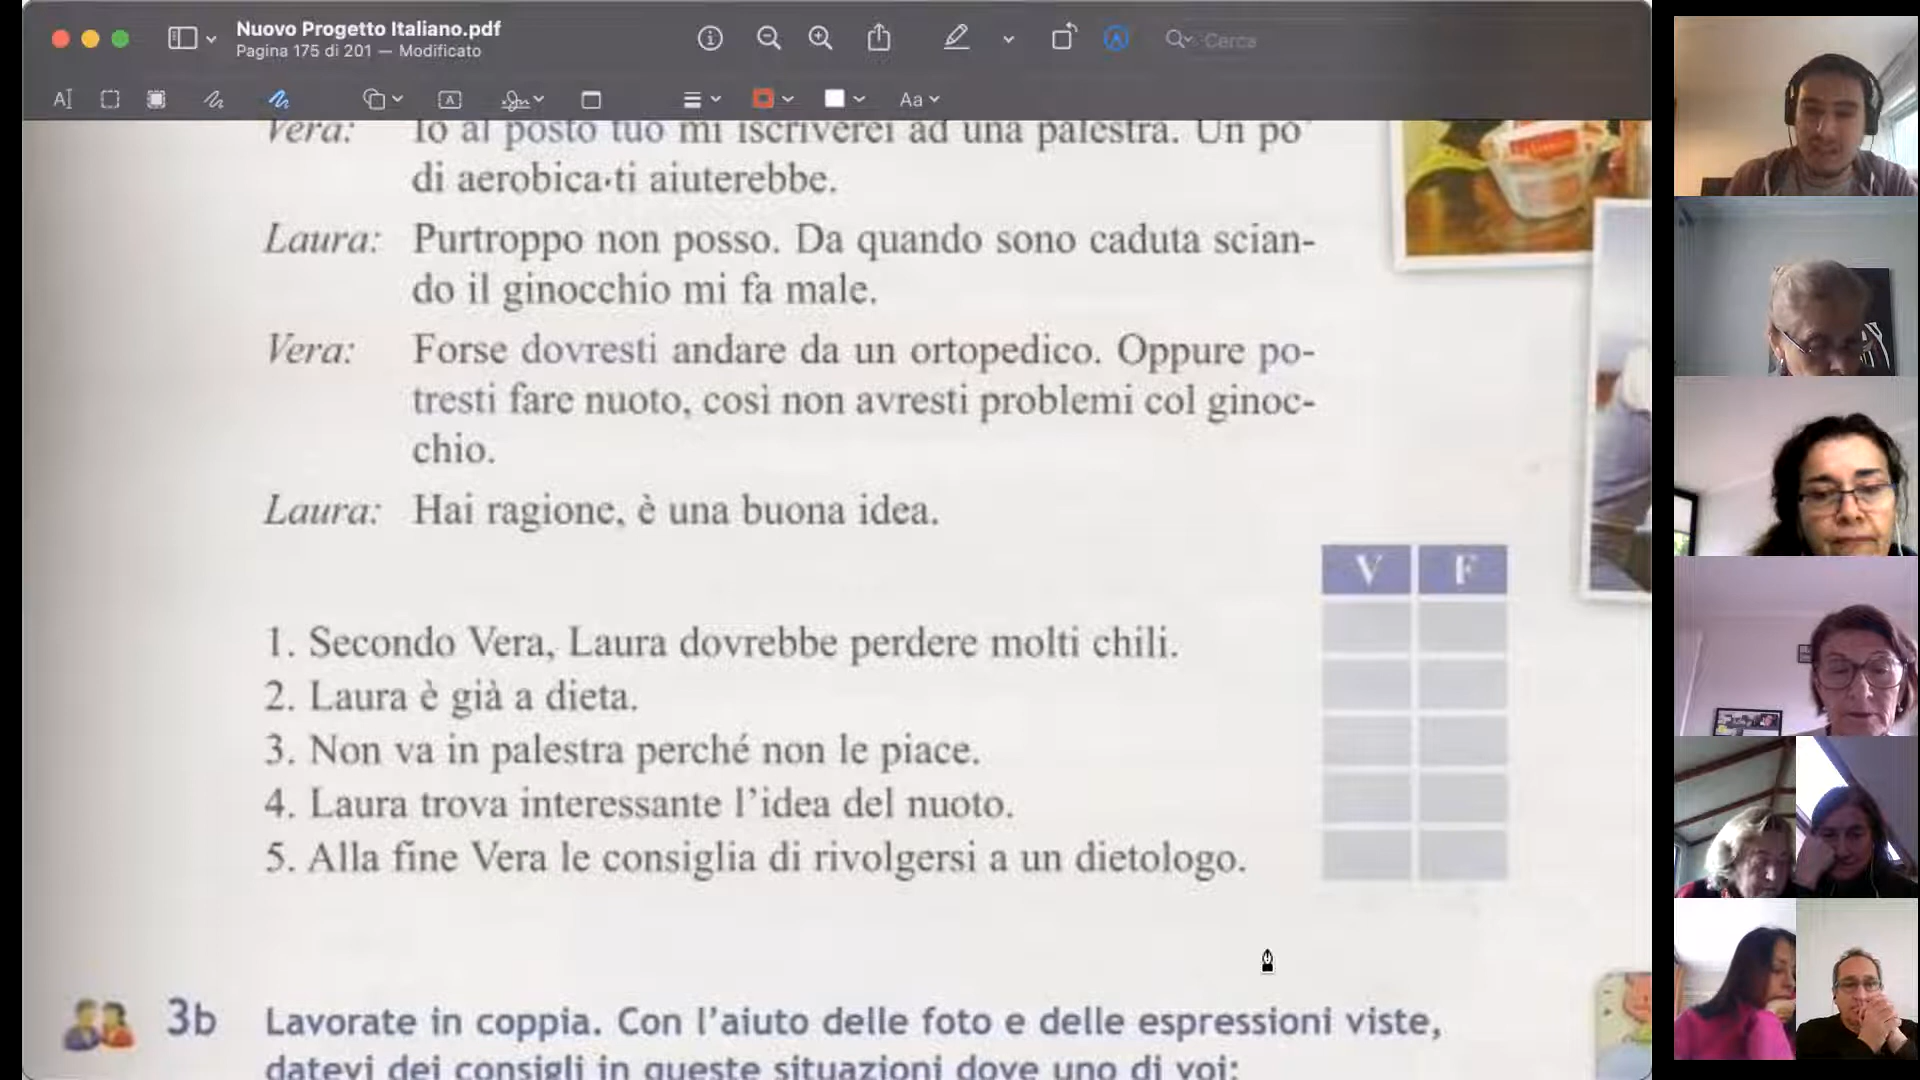 Nuovo Progetto Italiano.pdf
Pagina 175 di 201 — Modificato
Cerca
Aa
Vera: Io al posto tuo mi iscriverei ad una palestra. Un po'
di aerobica ti aiuterebbe.
Laura: Purtroppo non posso. Da quando sono caduta scian-
do il ginocchio mi fa male.
Vera: Forse dovresti andare da un ortopedico. Oppure po-
tresti fare nuoto, così non avresti problemi col ginoc-
chio.
Laura: Hai ragione, è una buona idea.
V F
1. Secondo Vera, Laura dovrebbe perdere molti chili.
2. Laura è già a dieta.
3. Non va in palestra perché non le piace.
4. Laura trova interessante l'idea del nuoto.
5. Alla fine Vera le consiglia di rivolgersi a un dietologo.
3b Lavorate in coppia. Con l'aiuto delle foto e delle espressioni viste,
datevi dei consigli in queste situazioni dove uno di voi: